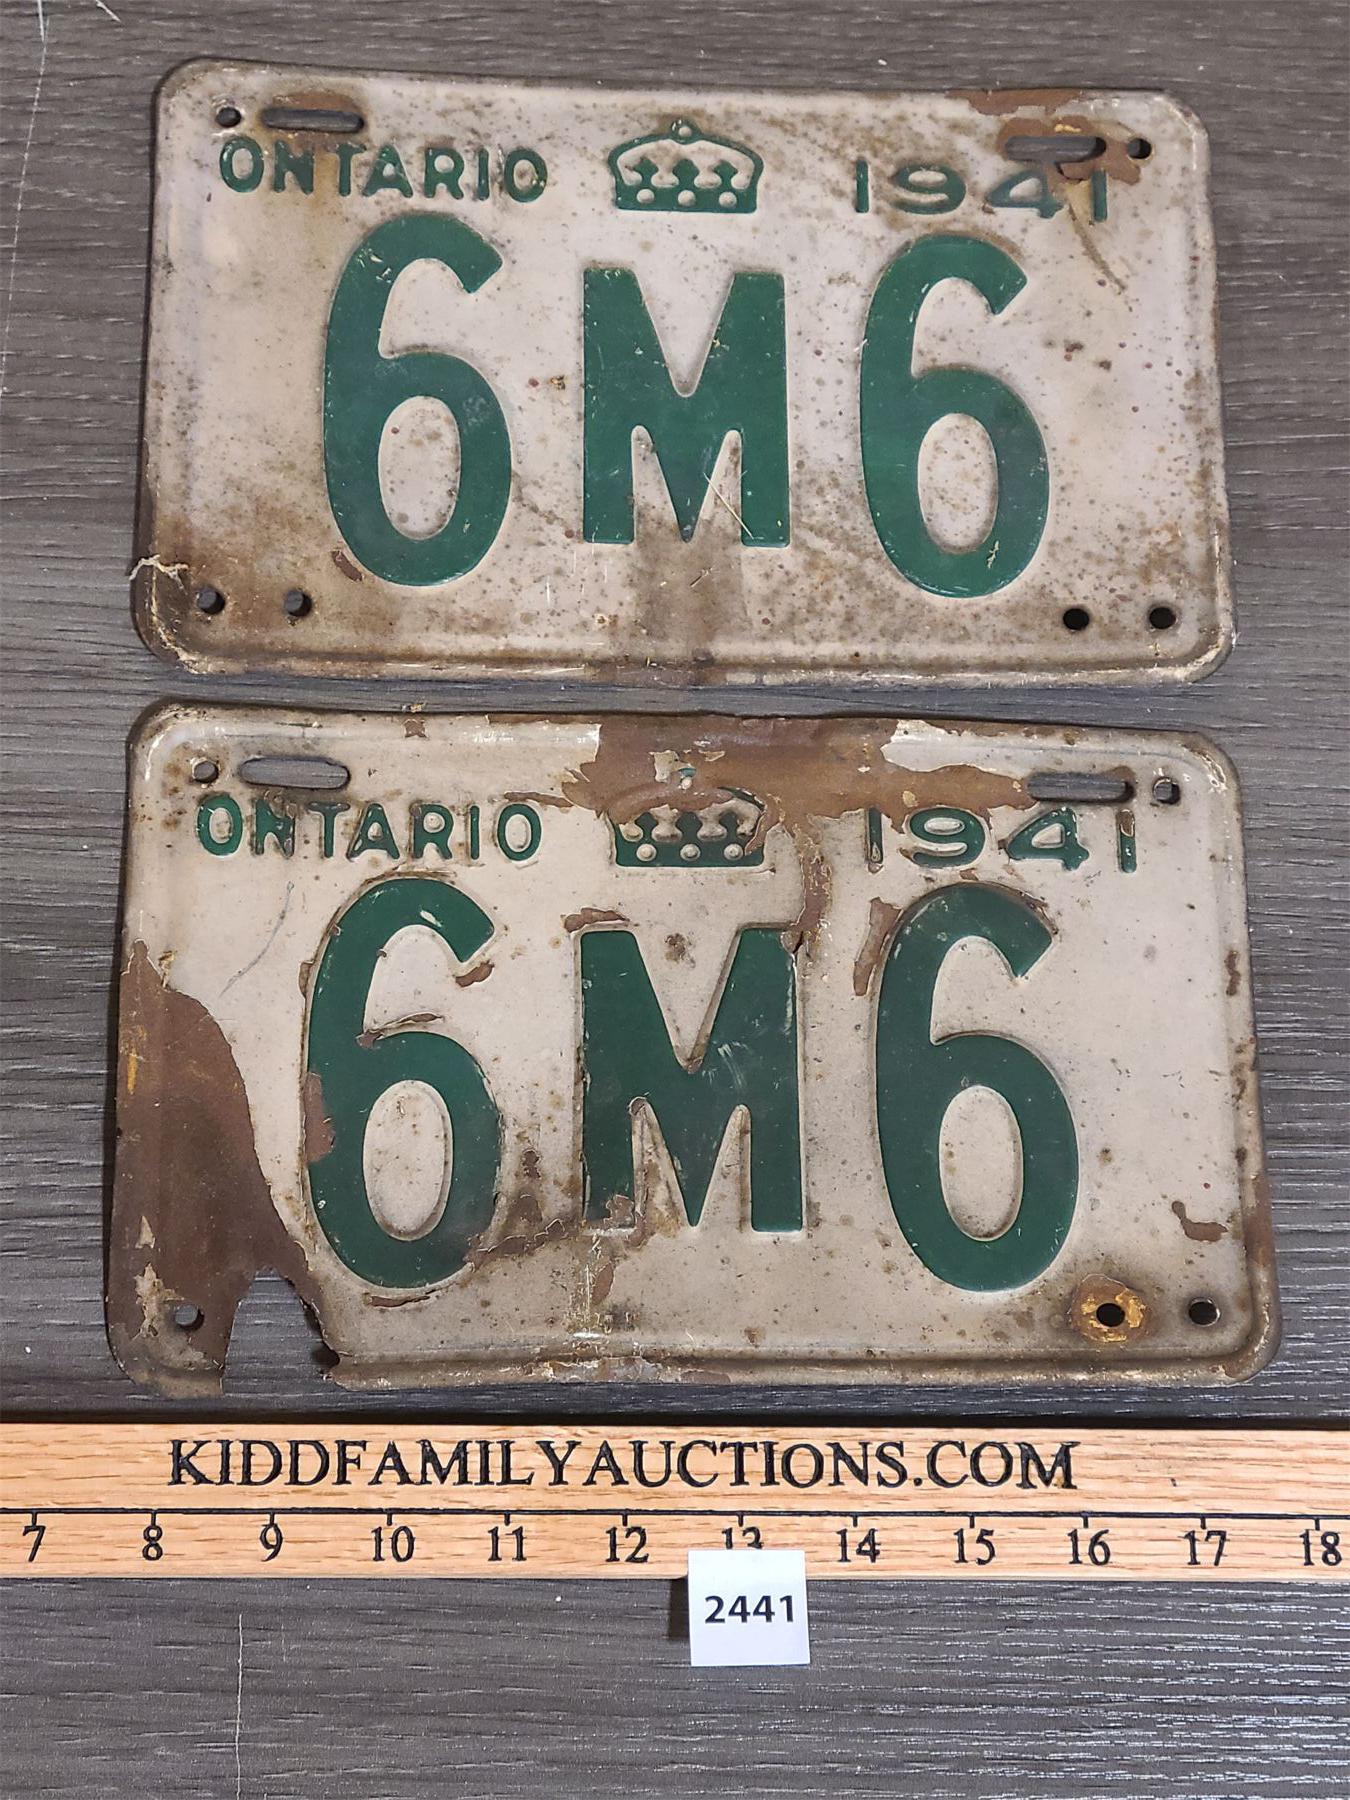 ONTARIO 1941
6M6
ONTARIO 1941
6M6
KIDDFAMILYAUCTIONS.COM
7 8 9 10 11 12 13 14 15 16 17 18
2441